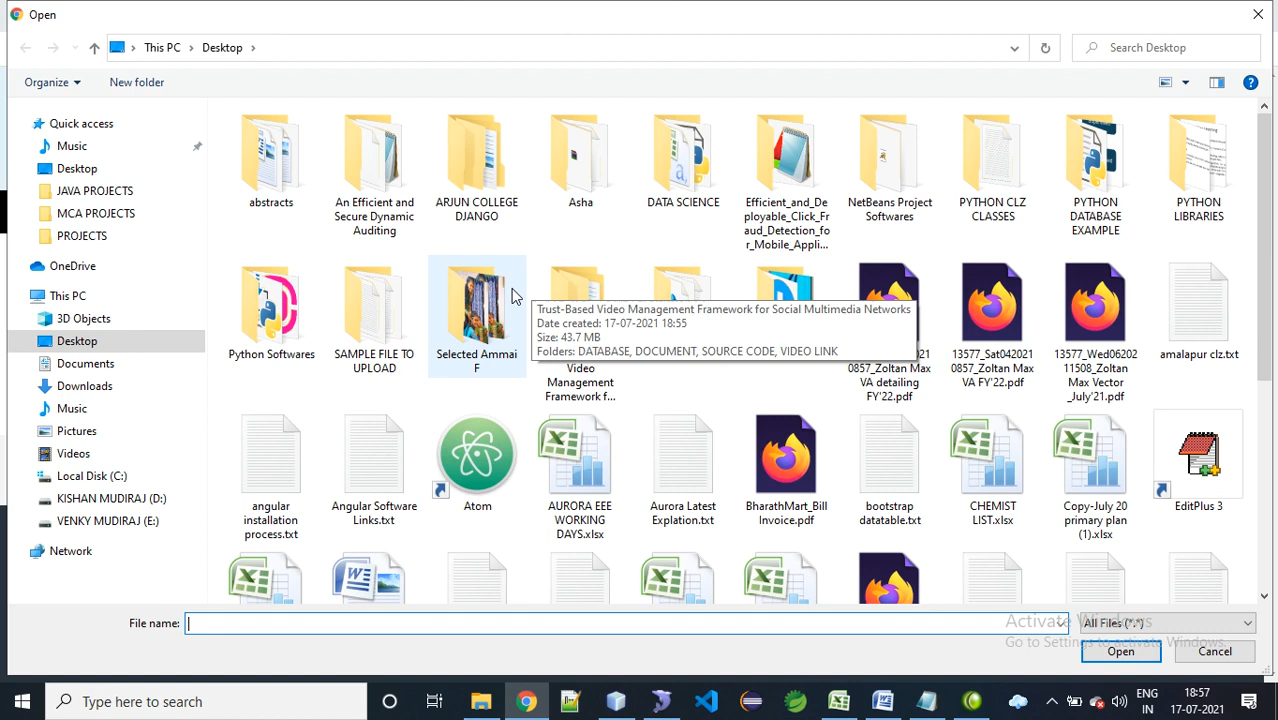 Open
This PC > Desktop >
Search Desktop
Organize
New folder
Quick access
Music
Desktop
JAVA PROJECTS
MCA PROJECTS
PROJECTS
OneDrive
This PC
3D Objects
Desktop
Documents
Downloads
Music
Pictures
Videos
Local Disk (C:)
KISHAN MUDIRAJ (D:)
VENKY MUDIRAJ (E:)
Network
abstracts
An Efficient and
Secure Dynamic
Auditing
ARJUN COLLEGE
DJANGO
Asha
DATA SCIENCE
Efficient_and_De
ployable_Click_Fr
aud_Detection_fo
r_Mobile_Appli...
NetBeans Project
Softwares
PYTHON CLZ
CLASSES
PYTHON
DATABASE
EXAMPLE
PYTHON
LIBRARIES
Python Softwares
SAMPLE FILE TO
UPLOAD
Selected Ammai
F
Trust-Based Video Management Framework for Social Multimedia Networks
Date created: 17-07-2021 18:55
Size: 43.7 MB
Folders: DATABASE, DOCUMENT, SOURCE CODE, VIDEO LINK
Video
Management
Framework f...
0857_Zoltan Max
VA detailing
FY'22.pdf
13577_Sat042021
0857_Zoltan Max
VA FY'22.pdf
13577_Wed06202
11508_Zoltan
Max Vector
_July'21.pdf
amalapur clz.txt
angular
installation
process.txt
Angular Software
Links.txt
Atom
AURORA EEE
WORKING
DAYS.xlsx
Aurora Latest
Explation.txt
BharathMart_Bill
Invoice.pdf
bootstrap
datatable.txt
CHEMIST
LIST.xlsx
Copy-July 20
primary plan
(1).xlsx
EditPlus 3
File name:
All Files (*.*)
Activate Windows
Go to Settings to activate Windows.
Open
Cancel
Type here to search
ENG
IN
18:57
17-07-2021